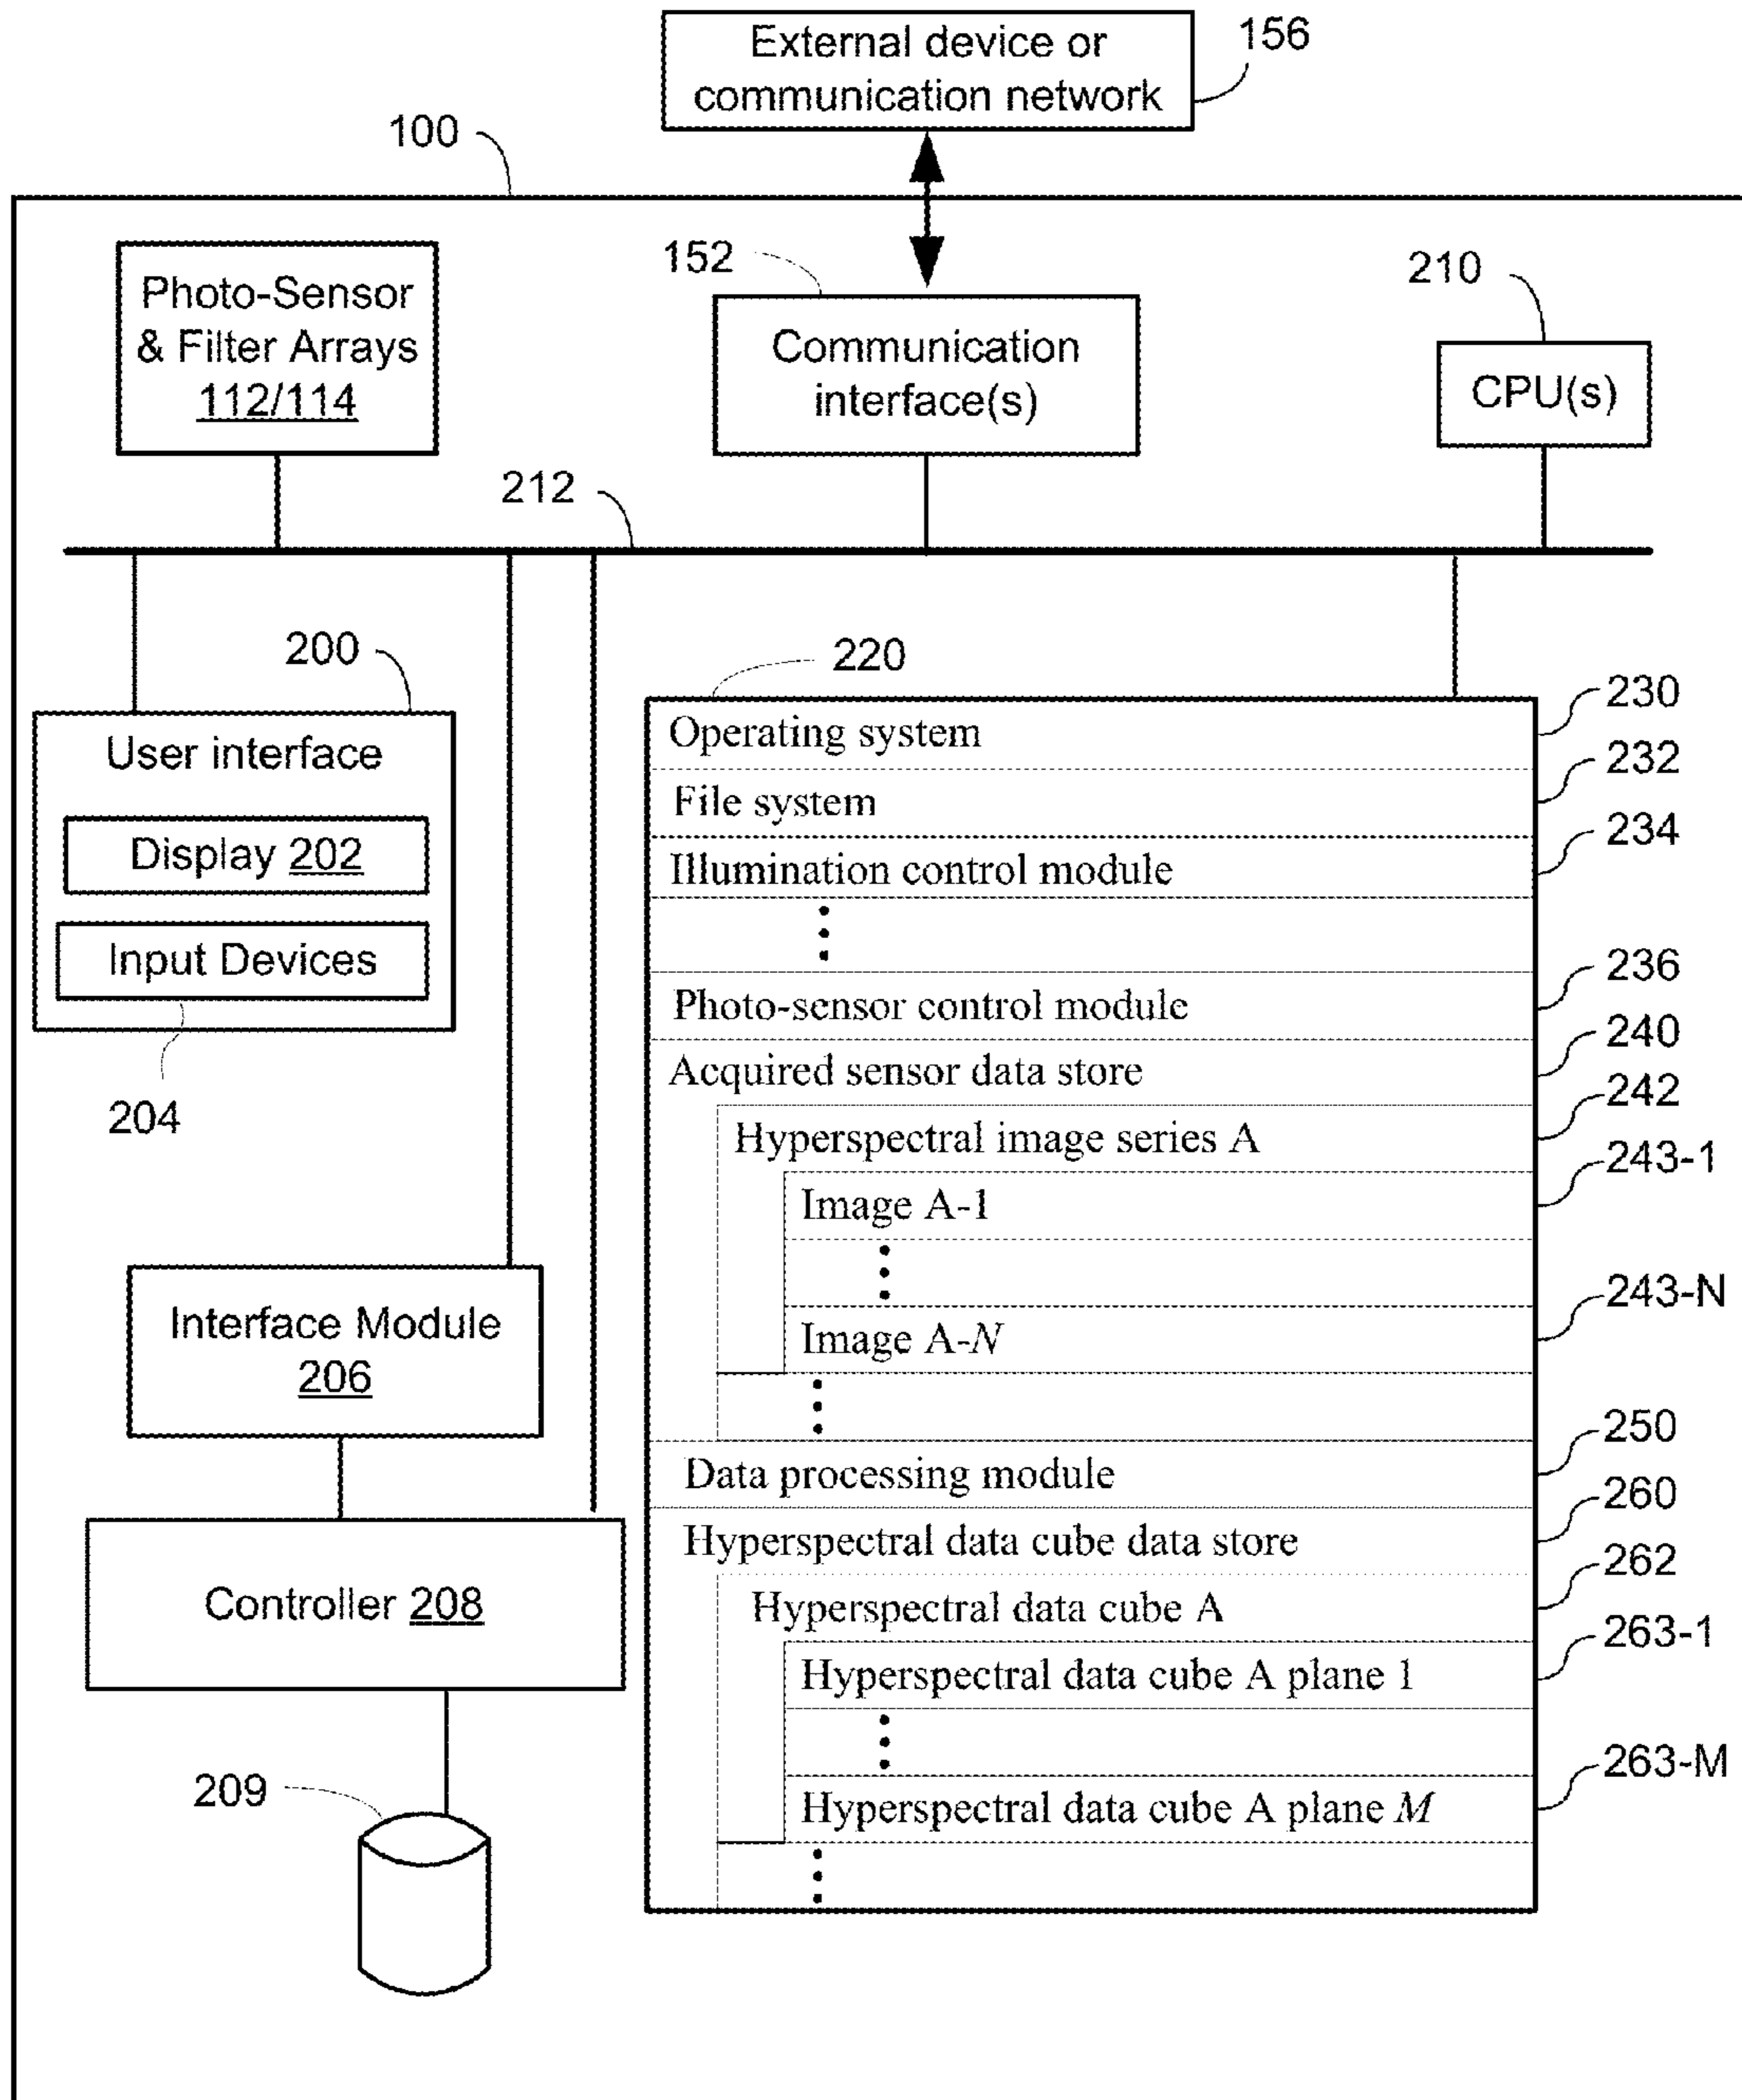 External device or
communication network
156
100
Photo-Sensor
& Filter Arrays
112/114
152
Communication
interface(s)
210
CPU(s)
212
200
User interface
Display 202
Input Devices
204
Interface Module
206
Controller 208
209
220
Operating system
230
File system
232
Illumination control module
234
Photo-sensor control module
236
Acquired sensor data store
240
Hyperspectral image series A
242
Image A-1
243-1
Image A-N
243-N
Data processing module
250
Hyperspectral data cube data store
260
Hyperspectral data cube A
262
Hyperspectral data cube A plane 1
263-1
Hyperspectral data cube A plane M
263-M